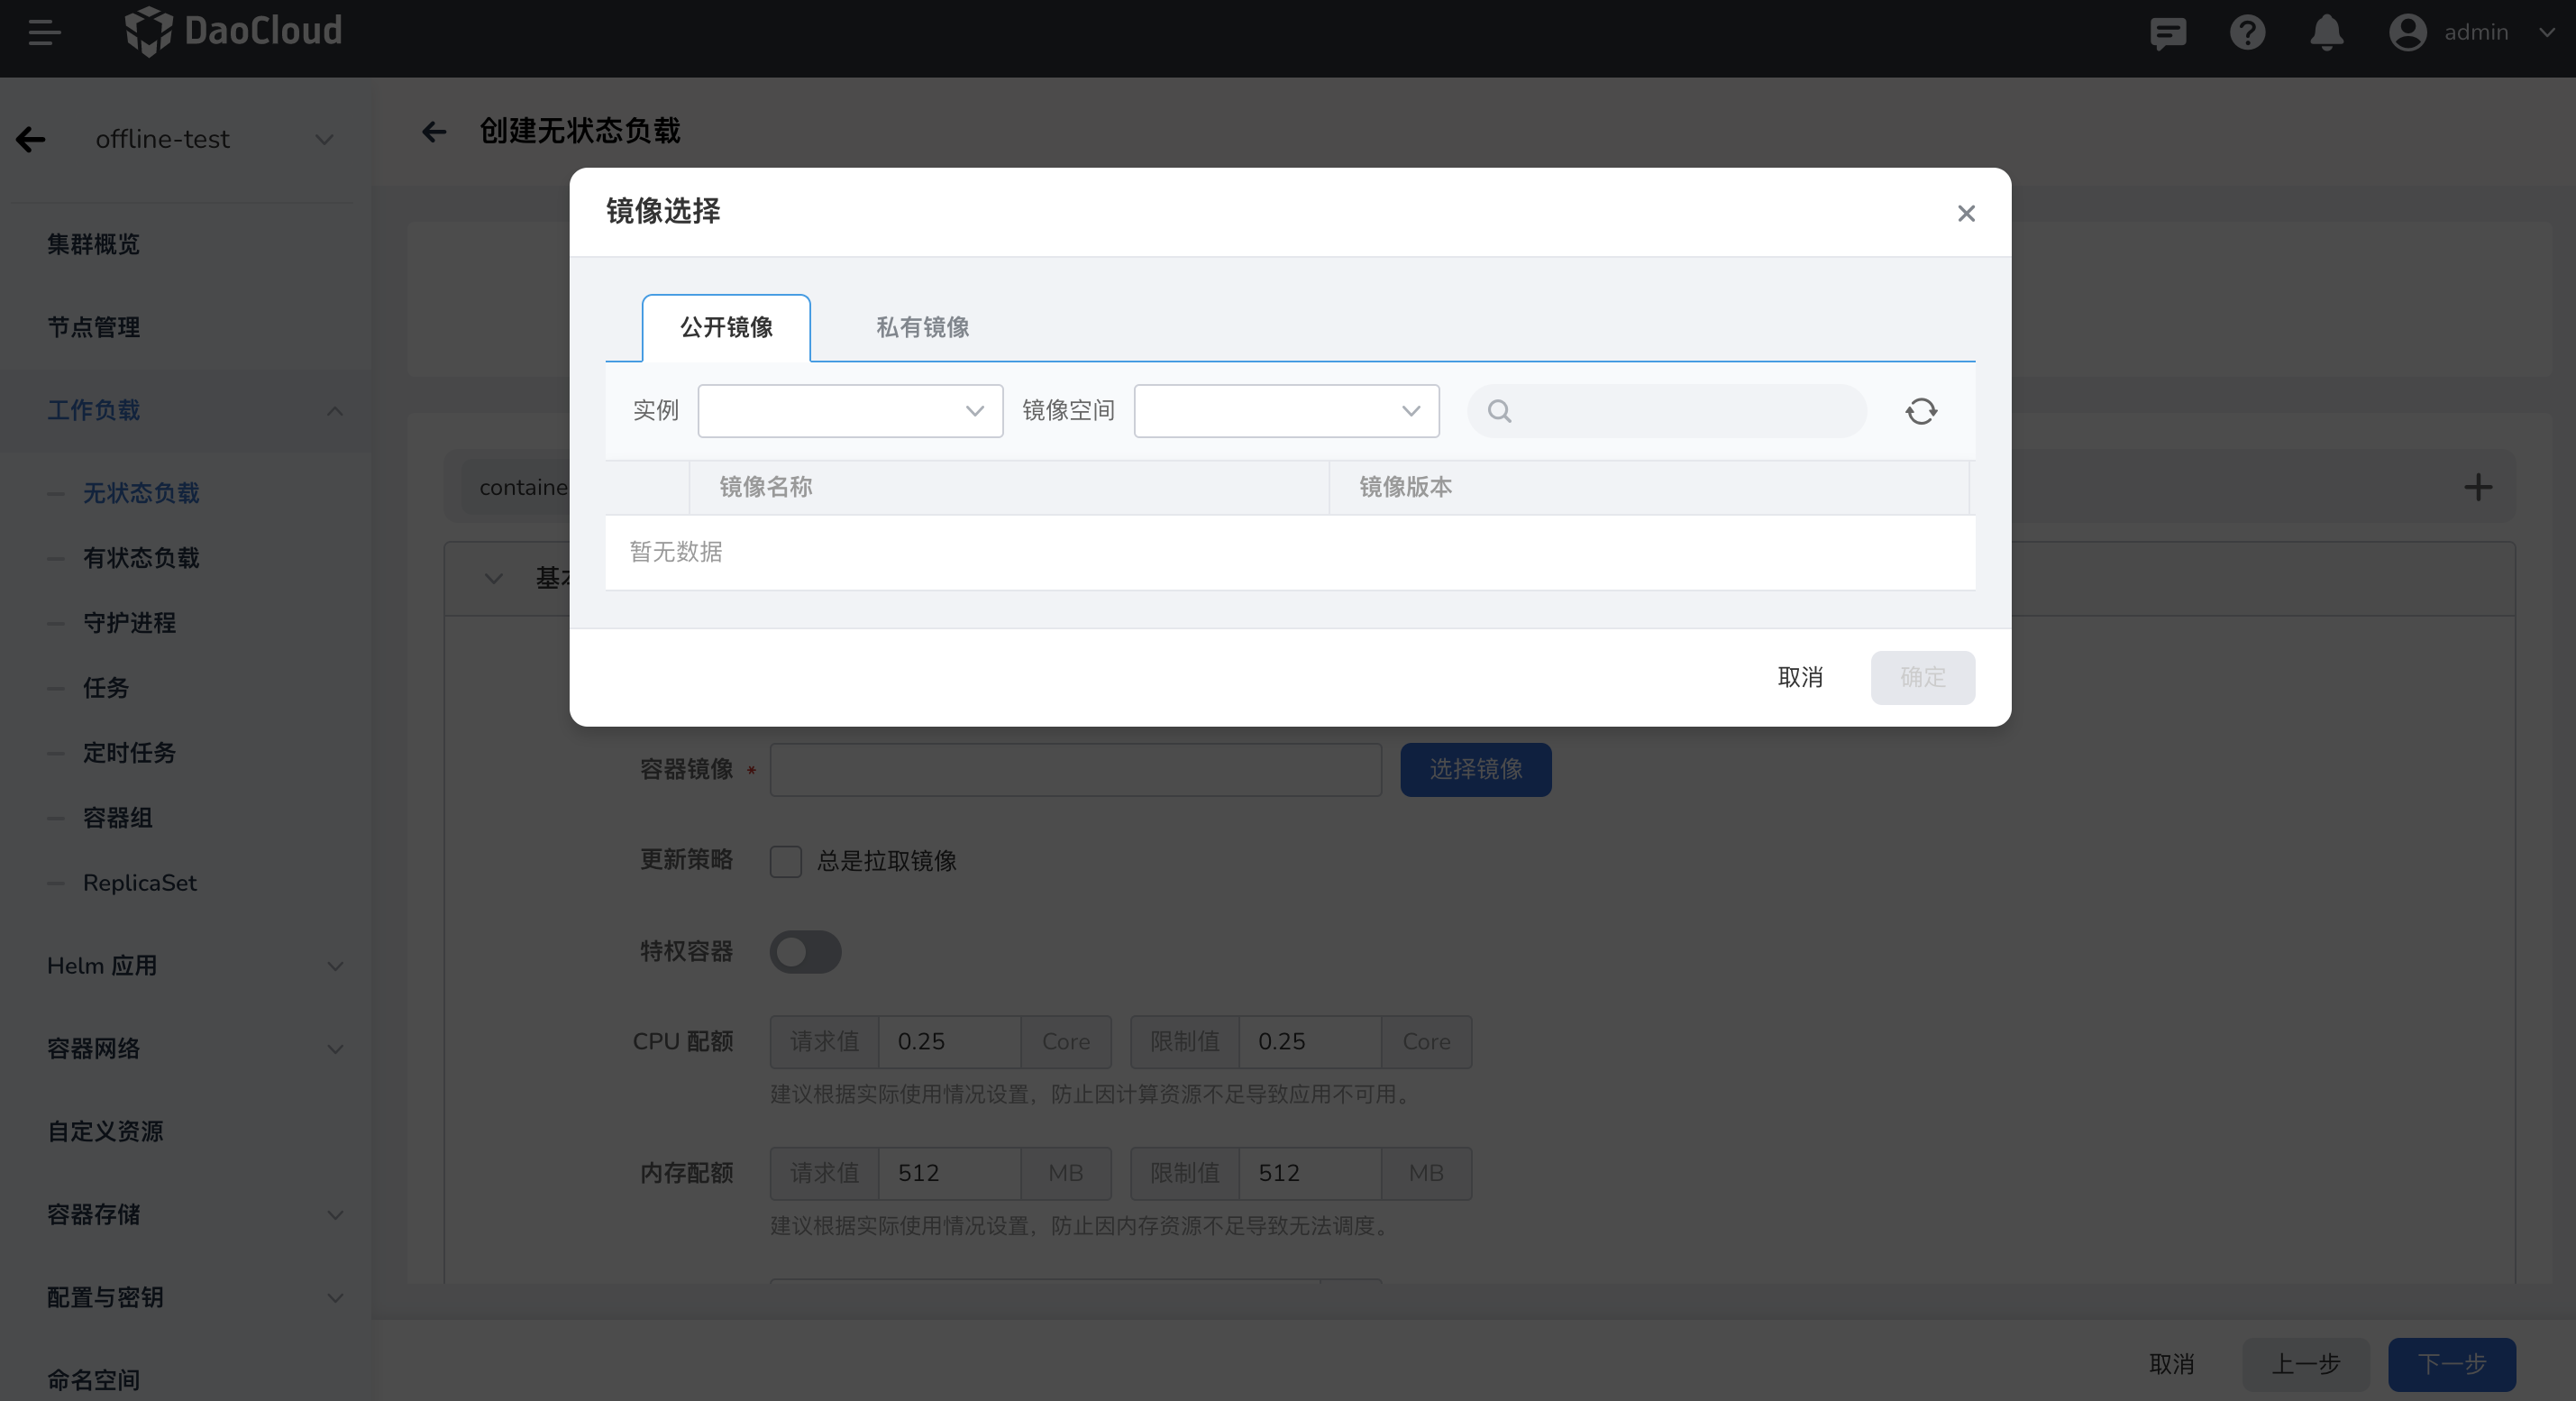 DaoCloud
admin
offline-test
创建无状态负载
集群概览
节点管理
工作负载
无状态负载
有状态负载
守护进程
任务
定时任务
容器组
ReplicaSet
Helm 应用
容器网络
自定义资源
容器存储
配置与密钥
命名空间
镜像选择
公开镜像
私有镜像
实例
镜像空间
镜像名称
镜像版本
暂无数据
取消
确定
containe
基本
容器镜像 *
选择镜像
更新策略
总是拉取镜像
特权容器
CPU 配额
请求值
0.25
Core
限制值
0.25
Core
建议根据实际使用情况设置，防止因计算资源不足导致应用不可用。
内存配额
请求值
512
MB
限制值
512
MB
建议根据实际使用情况设置，防止因内存资源不足导致无法调度。
取消
上一步
下一步